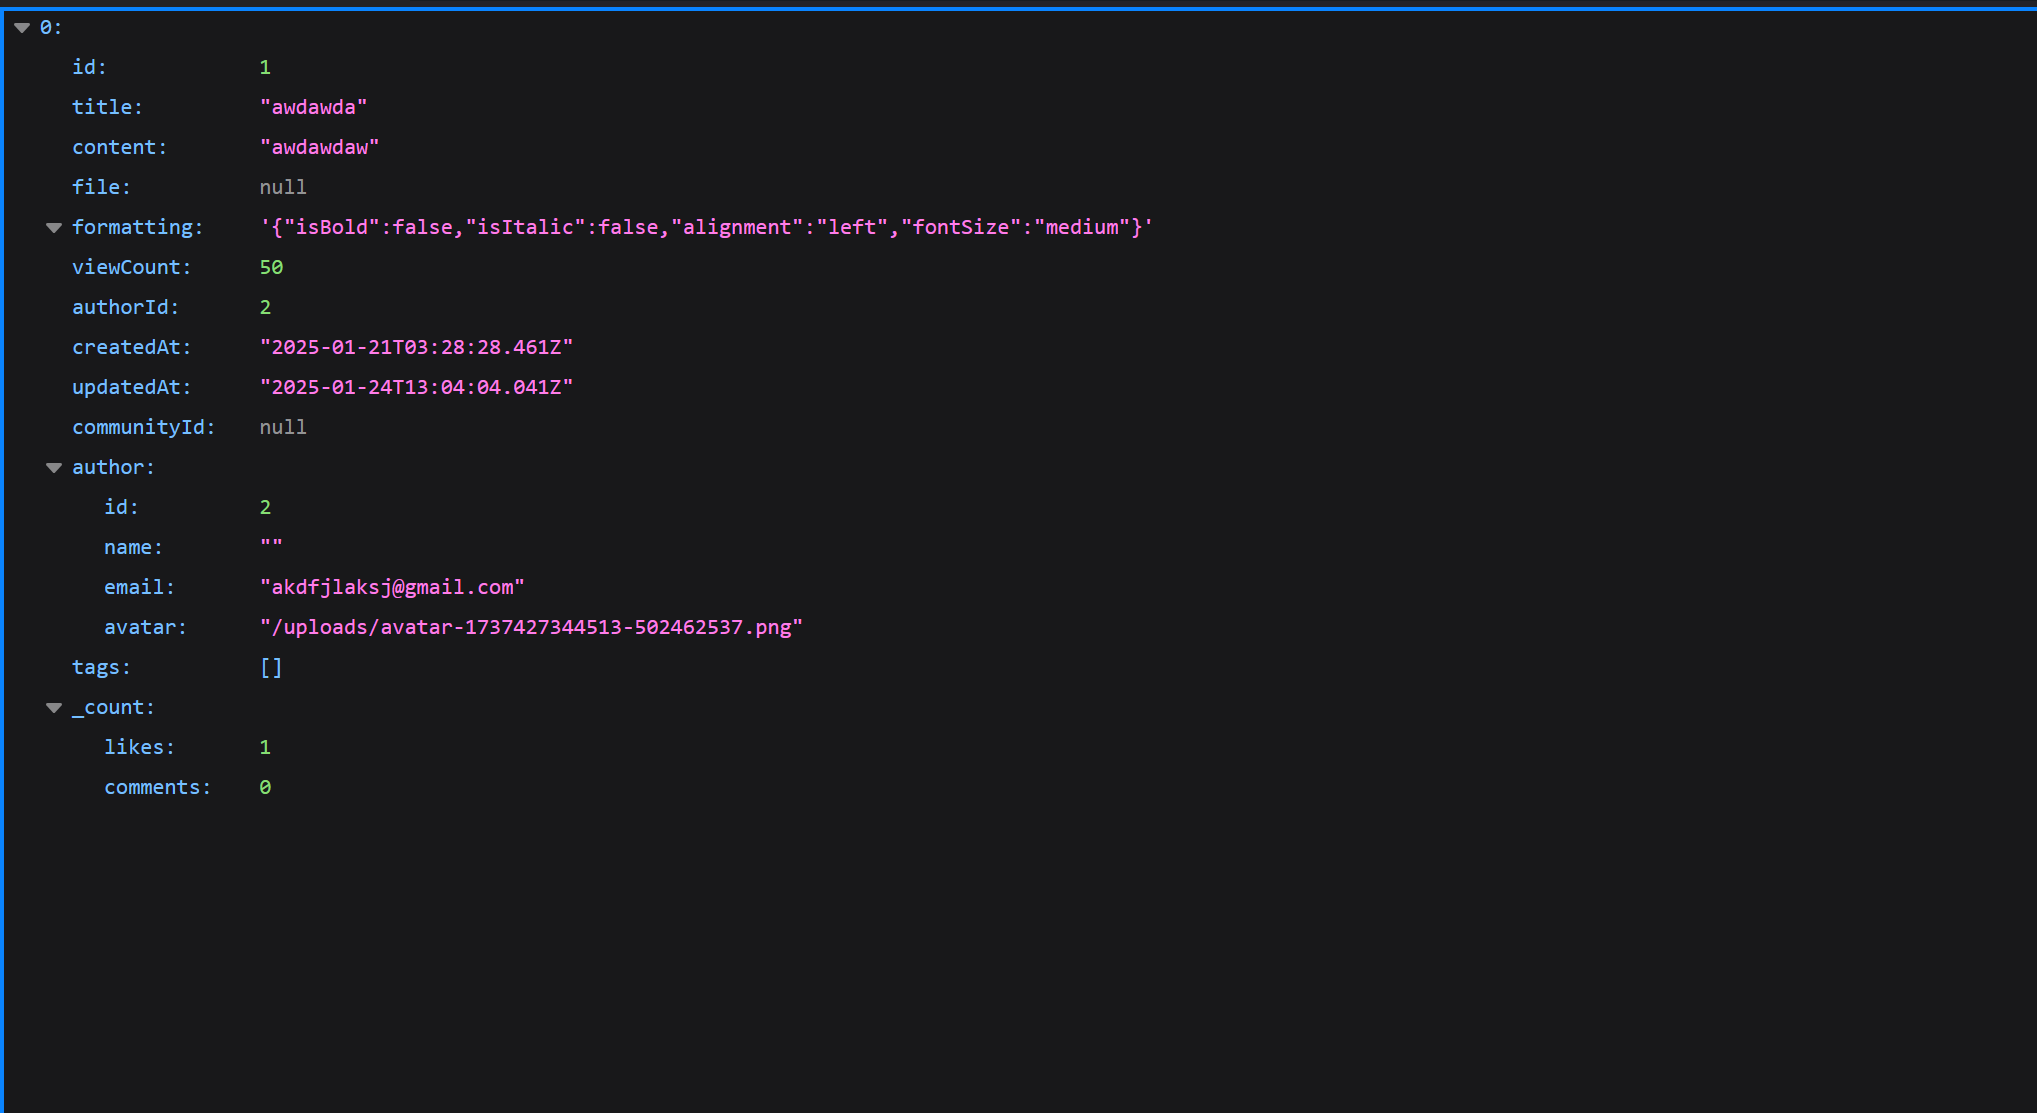 0:
id: 1
title: "awdawda"
content: "awdawdaw"
file: null
formatting: '{"isBold":false,"isItalic":false,"alignment":"left","fontSize":"medium"}'
viewCount: 50
authorId: 2
createdAt: "2025-01-21T03:28:28.461Z"
updatedAt: "2025-01-24T13:04:04.041Z"
communityId: null
author:
id: 2
name: ""
email: "akdfjlaksj@gmail.com"
avatar: "/uploads/avatar-1737427344513-502462537.png"
tags: []
_count:
likes: 1
comments: 0